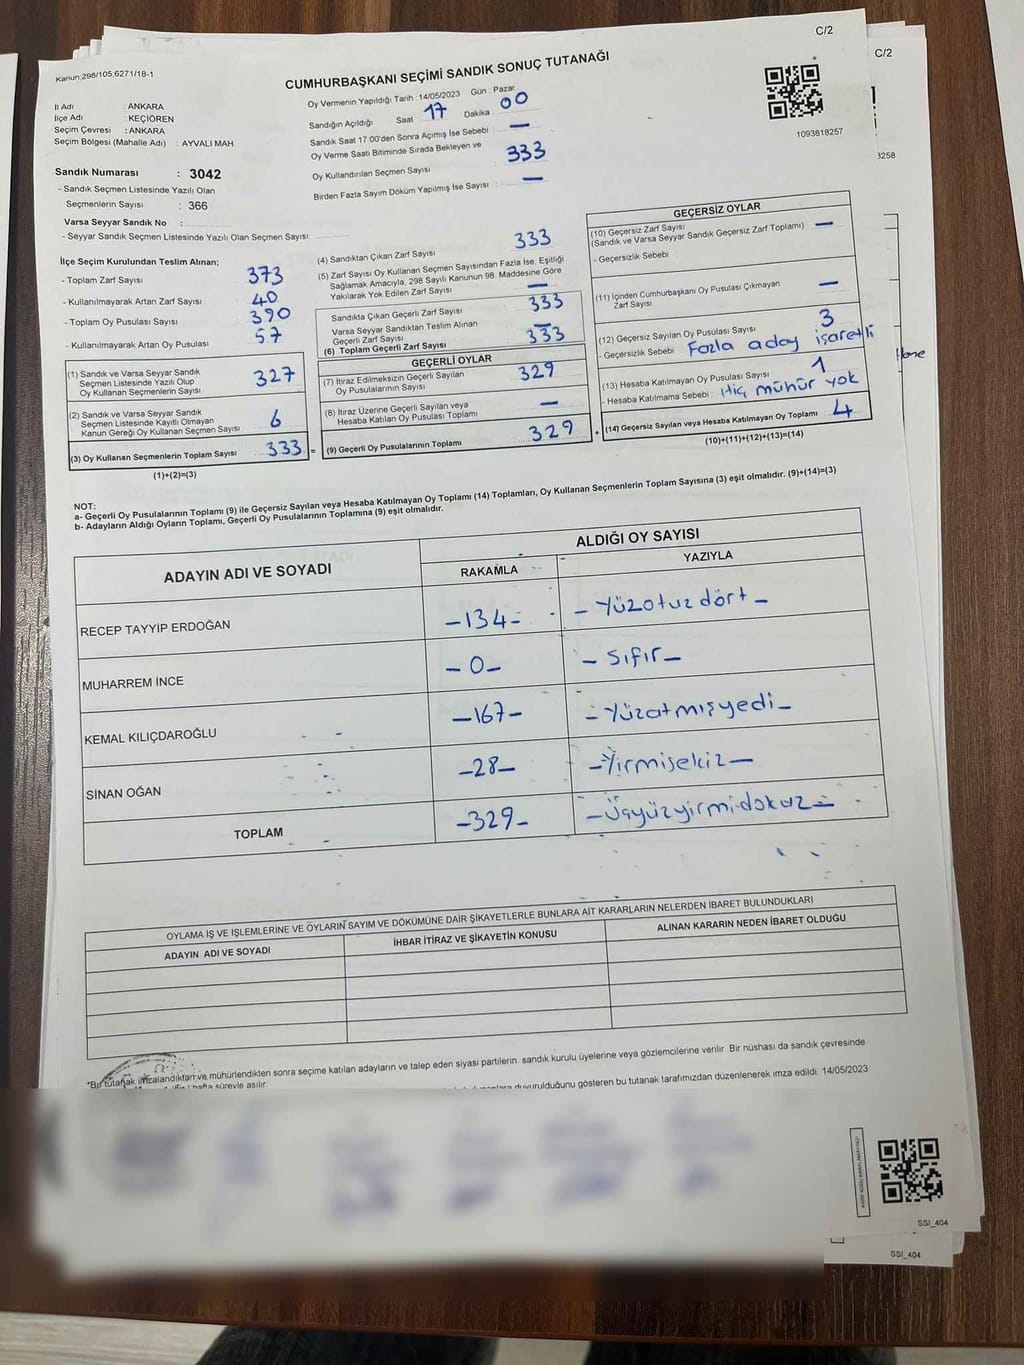 C/2
C/2
Kanun:298/105,6271/18-1
CUMHURBAŞKANI SEÇİMİ SANDIK SONUÇ TUTANAĞI
İl Adı : ANKARA
İlçe Adı : KEÇİÖREN
Seçim Çevresi : ANKARA
Seçim Bölgesi (Mahalle Adı) : AYVALI MAH
Oy Vermenin Yapıldığı Tarih : 14/05/2023 Gün : Pazar
Sandığın Açıldığı Saat 17 Dakika : 00
Sandık Saat 17:00'den Sonra Açılmış İse Sebebi : —
Oy Verme Saati Bitiminde Sırada Bekleyen ve
Oy Kullandırılan Seçmen Sayısı 333
Birden Fazla Sayım Döküm Yapılmış İse Sayısı : —
1093818257
3258
Sandık Numarası : 3042
- Sandık Seçmen Listesinde Yazılı Olan
Seçmenlerin Sayısı : 366
Varsa Seyyar Sandık No :
- Seyyar Sandık Seçmen Listesinde Yazılı Olan Seçmen Sayısı:
İlçe Seçim Kurulundan Teslim Alınan;
- Toplam Zarf Sayısı 373
- Kullanılmayarak Artan Zarf Sayısı 40
- Toplam Oy Pusulası Sayısı 390
- Kullanılmayarak Artan Oy Pusulası 57
(1) Sandık ve Varsa Seyyar Sandık
Seçmen Listesinde Yazılı Olup
Oy Kullanan Seçmenlerin Sayısı 327
(2) Sandık ve Varsa Seyyar Sandık
Seçmen Listesinde Kayıtlı Olmayan
Kanun Gereği Oy Kullanan Seçmen Sayısı 6
(3) Oy Kullanan Seçmenlerin Toplam Sayısı 333 =
(1)+(2)=(3)
(4) Sandıktan Çıkan Zarf Sayısı 333
(5) Zarf Sayısı Oy Kullanan Seçmen Sayısından Fazla İse, Eşitliği
Sağlamak Amacıyla, 298 Sayılı Kanunun 98. Maddesine Göre
Yakılarak Yok Edilen Zarf Sayısı —
Sandıkta Çıkan Geçerli Zarf Sayısı 333
Varsa Seyyar Sandıktan Teslim Alınan
Geçerli Zarf Sayısı —
(6) Toplam Geçerli Zarf Sayısı 333
GEÇERLİ OYLAR
(7) İtiraz Edilmeksizin Geçerli Sayılan
Oy Pusulalarının Sayısı 329
(8) İtiraz Üzerine Geçerli Sayılan veya
Hesaba Katılan Oy Pusulası Toplamı —
(9) Geçerli Oy Pusulalarının Toplamı 329 +
GEÇERSİZ OYLAR
(10) Geçersiz Zarf Sayısı
(Sandık ve Varsa Seyyar Sandık Geçersiz Zarf Toplamı) —
- Geçersizlik Sebebi :
(11) İçinden Cumhurbaşkanı Oy Pusulası Çıkmayan
Zarf Sayısı —
(12) Geçersiz Sayılan Oy Pusulası Sayısı 3
- Geçersizlik Sebebi : Fazla aday işaretli
(13) Hesaba Katılmayan Oy Pusulası Sayısı 1
- Hesaba Katılmama Sebebi : Hiç mühür yok
(14) Geçersiz Sayılan veya Hesaba Katılmayan Oy Toplamı 4
(10)+(11)+(12)+(13)=(14)
NOT:
a- Geçerli Oy Pusulalarının Toplamı (9) ile Geçersiz Sayılan veya Hesaba Katılmayan Oy Toplamı (14) Toplamları, Oy Kullanan Seçmenlerin Toplam Sayısına (3) eşit olmalıdır. (9)+(14)=(3)
b- Adayların Aldığı Oyların Toplamı, Geçerli Oy Pusulalarının Toplamına (9) eşit olmalıdır.
ADAYIN ADI VE SOYADI
ALDIĞI OY SAYISI
RAKAMLA YAZIYLA
RECEP TAYYİP ERDOĞAN -134- -Yüzotuzdört-
MUHARREM İNCE -0- -Sıfır-
KEMAL KILIÇDAROĞLU -167- -Yüzatmışyedi-
SİNAN OĞAN -28- -Yirmisekiz-
TOPLAM -329- -Üçyüzyirmidokuz-
OYLAMA İŞ VE İŞLEMLERİNE VE OYLARIN SAYIM VE DÖKÜMÜNE DAİR ŞİKAYETLERLE BUNLARA AİT KARARLARIN NELERDEN İBARET BULUNDUKLARI
ADAYIN ADI VE SOYADI İHBAR İTİRAZ VE ŞİKAYETİN KONUSU ALINAN KARARIN NEDEN İBARET OLDUĞU
*Bu tutanak imzalandıktan ve mühürlendikten sonra seçime katılan adayların ve talep eden siyasi partilerin sandık kurulu üyelerine veya gözlemcilerine verilir. Bir nüshası da sandık çevresinde
hafta süreyle asılır.
duyurulduğunu gösteren bu tutanak tarafımızdan düzenlenerek imza edildi. 14/05/2023
SSI_404
SSI_404